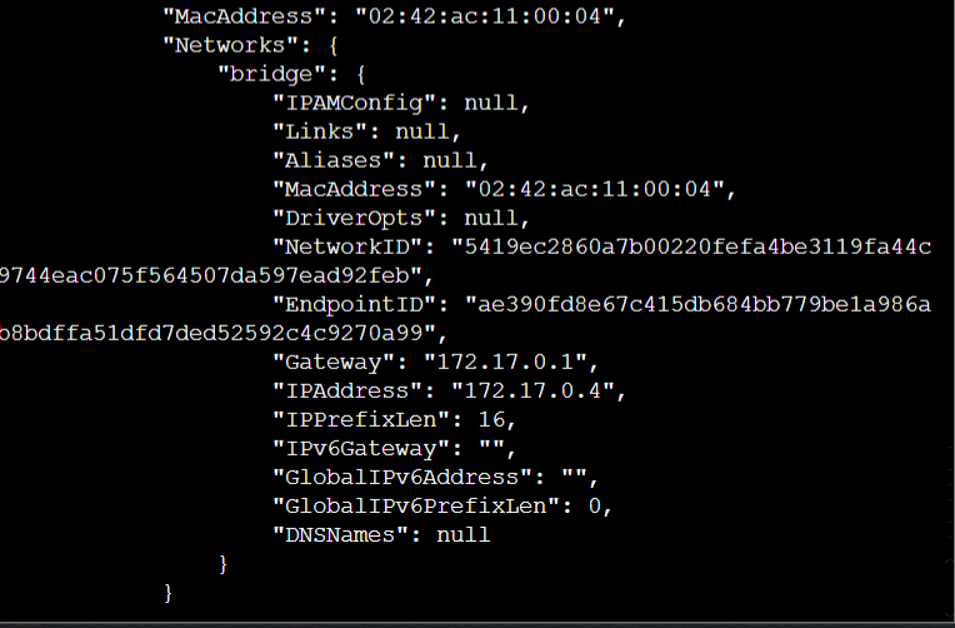 "MacAddress": "02:42:ac:11:00:04",
"Networks": {
"bridge": {
"IPAMConfig": null,
"Links": null,
"Aliases": null,
"MacAddress": "02:42:ac:11:00:04",
"DriverOpts": null,
"NetworkID": "5419ec2860a7b00220fefa4be3119fa44c
9744eac075f564507da597ead92feb",
"EndpointID": "ae390fd8e67c415db684bb779be1a986a
b8bdffa51dfd7ded52592c4c9270a99",
"Gateway": "172.17.0.1",
"IPAddress": "172.17.0.4",
"IPPrefixLen": 16,
"IPv6Gateway": "",
"GlobalIPv6Address": "",
"GlobalIPv6PrefixLen": 0,
"DNSNames": null
}
}